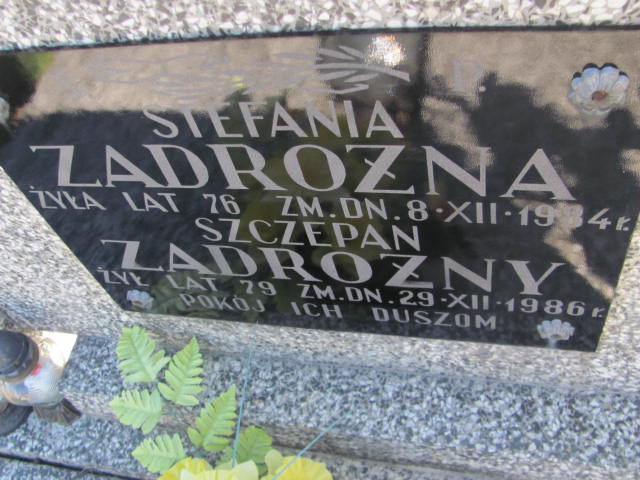 Ś. P.
STEFANIA
ZADROŻNA
ŻYŁA LAT 76 ZM. DN. 8·XII·1984 r.
SZCZEPAN
ZADROŻNY
ŻYŁ LAT 79 ZM. DN. 29·XII·1986 r.
POKÓJ ICH DUSZOM